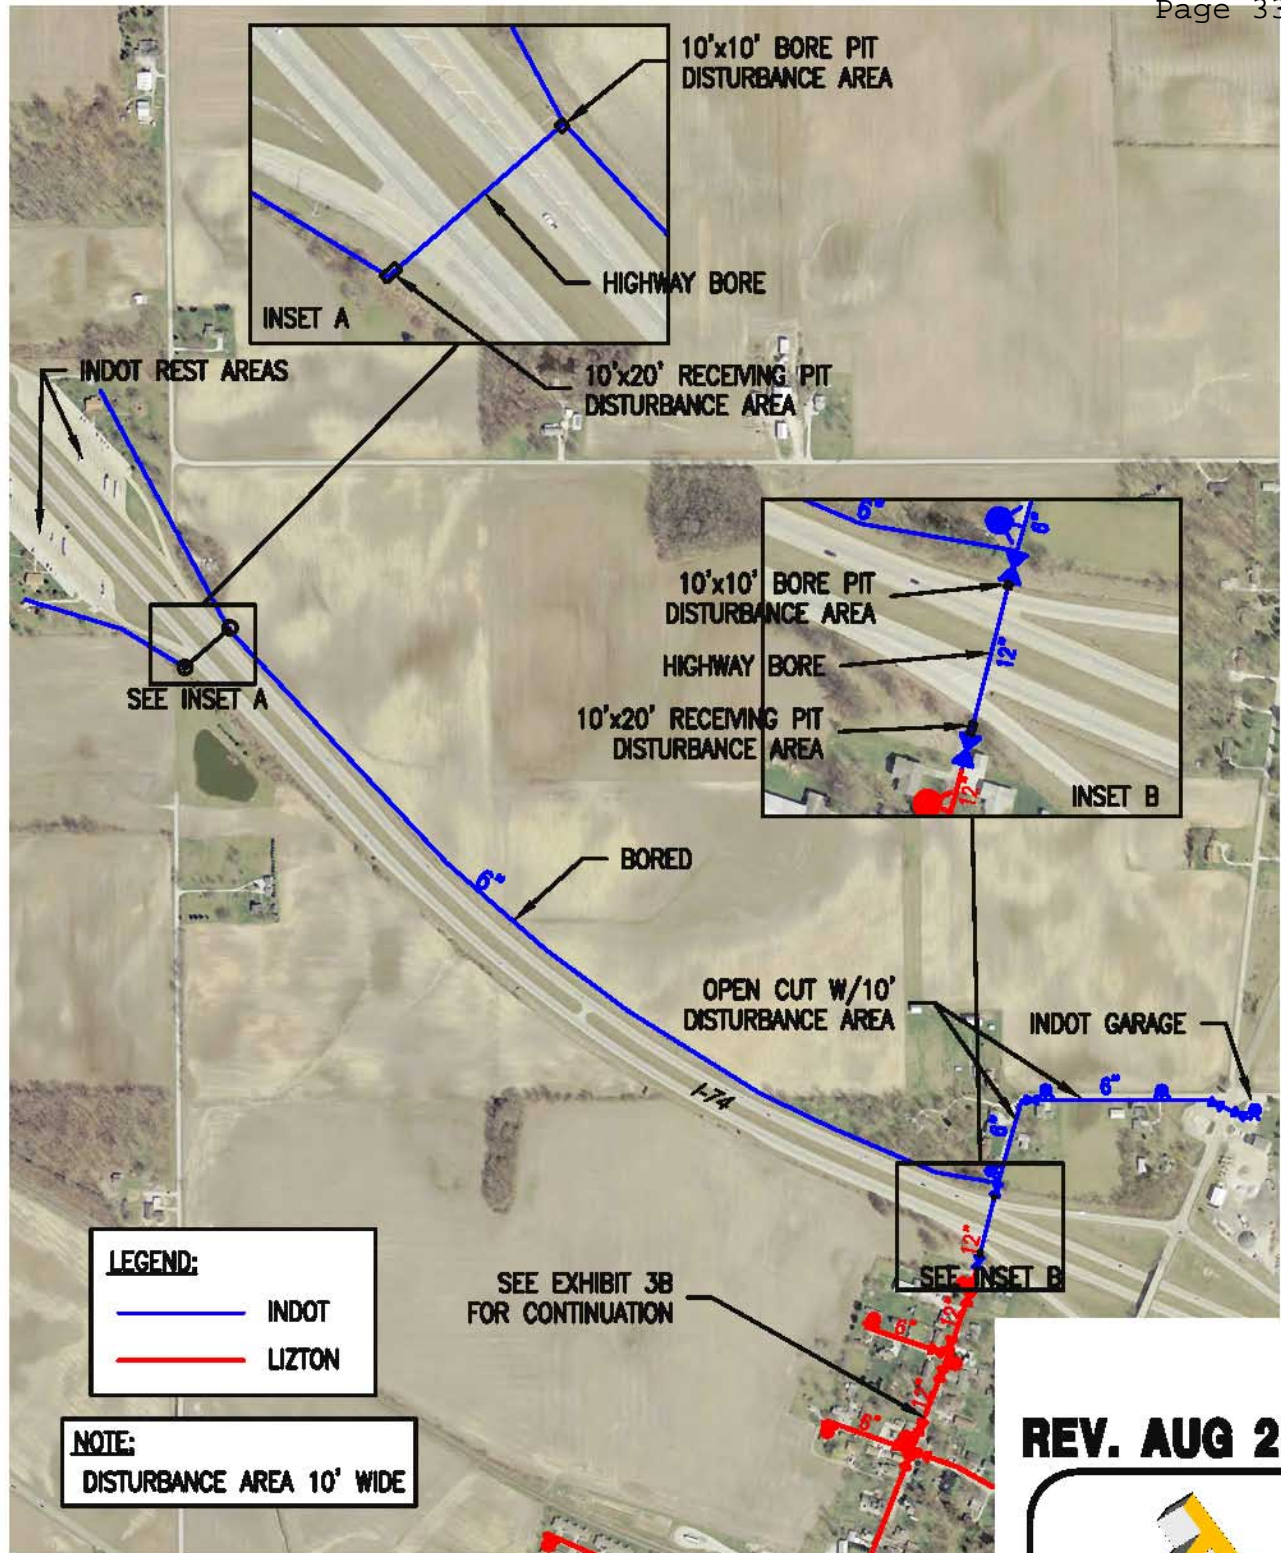 Page 33
10'x10' BORE PIT
DISTURBANCE AREA
HIGHWAY BORE
INSET A
10'x20' RECEIVING PIT
DISTURBANCE AREA
INDOT REST AREAS
SEE INSET A
6"
6"
10'x10' BORE PIT
DISTURBANCE AREA
HIGHWAY BORE
12"
10'x20' RECEIVING PIT
DISTURBANCE AREA
12"
INSET B
6"
BORED
OPEN CUT W/10'
DISTURBANCE AREA
INDOT GARAGE
6"
6"
I-74
12"
SEE INSET B
SEE EXHIBIT 3B
FOR CONTINUATION
12"
6"
12"
6"
LEGEND:
INDOT
LIZTON
NOTE:
DISTURBANCE AREA 10' WIDE
REV. AUG 2